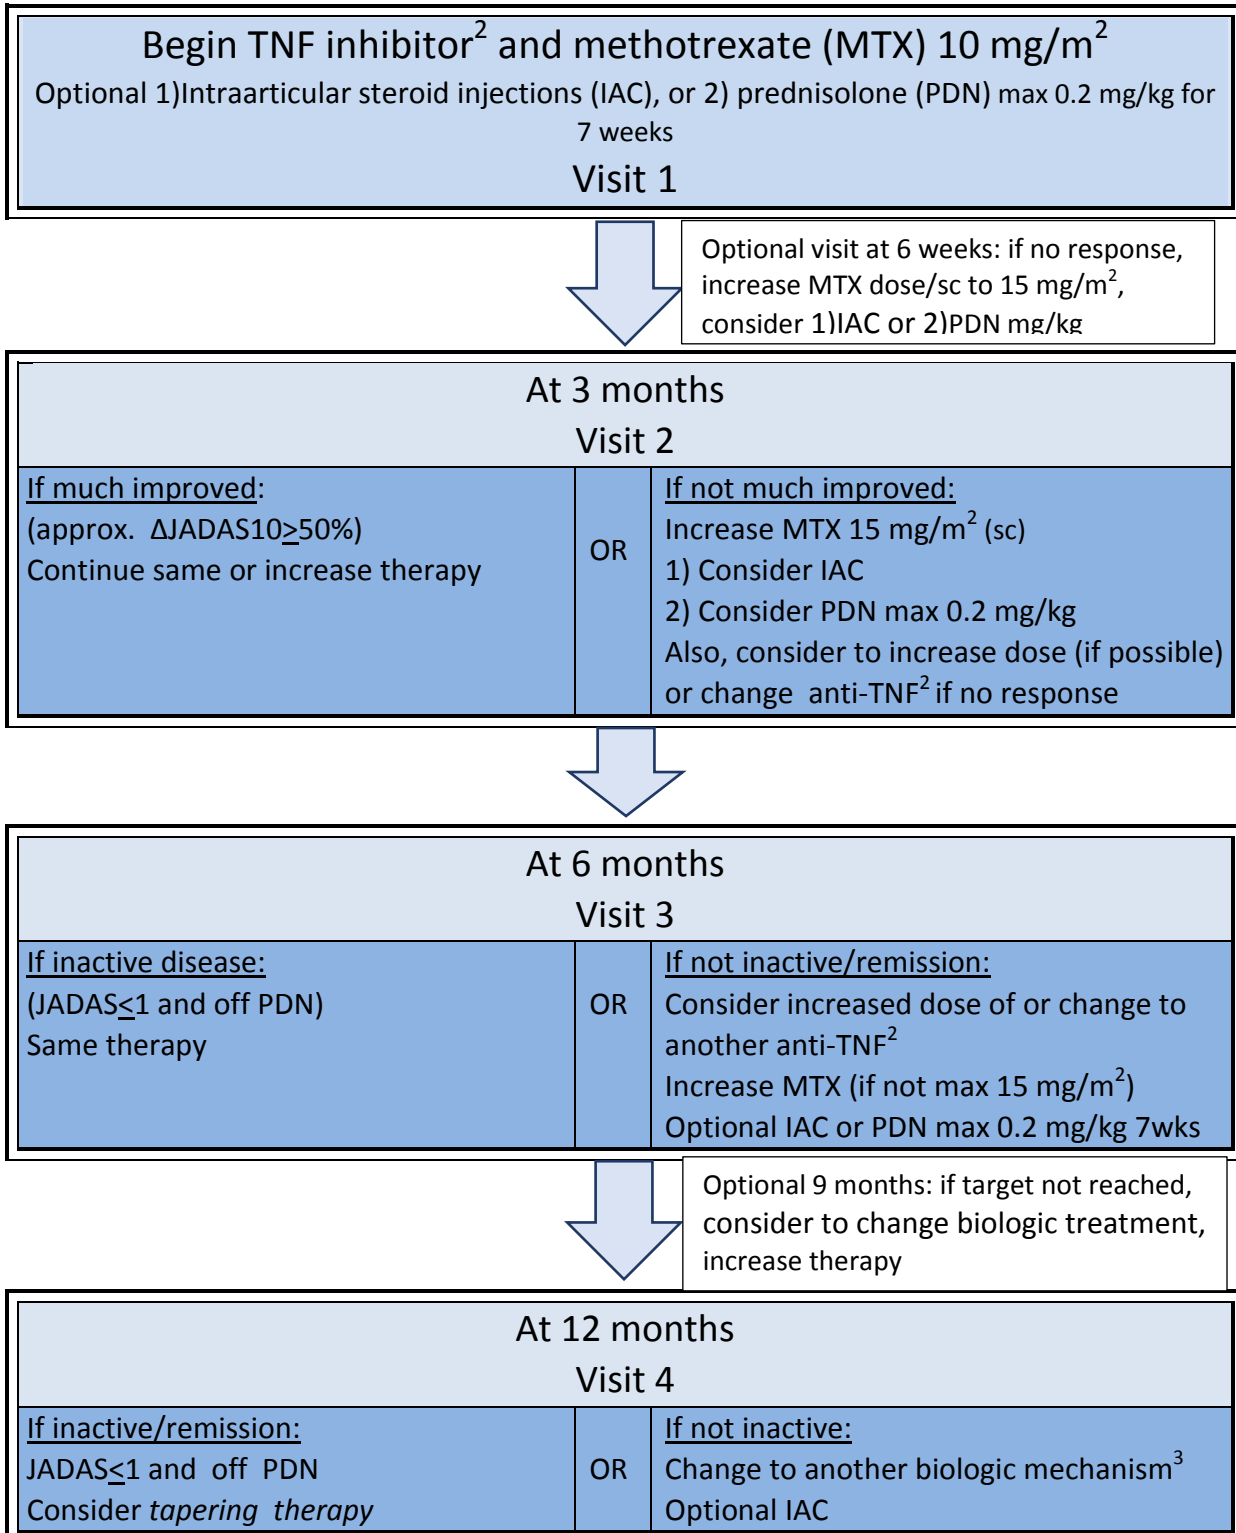 Begin TNF inhibitor² and methotrexate (MTX) 10 mg/m²
Optional 1)Intraarticular steroid injections (IAC), or 2) prednisolone (PDN) max 0.2 mg/kg for
7 weeks
Visit 1
Optional visit at 6 weeks: if no response,
increase MTX dose/sc to 15 mg/m²,
consider 1)IAC or 2)PDN mg/kg
At 3 months
Visit 2
If much improved:
(approx. ΔJADAS10≥50%)
Continue same or increase therapy
OR
If not much improved:
Increase MTX 15 mg/m² (sc)
1) Consider IAC
2) Consider PDN max 0.2 mg/kg
Also, consider to increase dose (if possible)
or change anti-TNF² if no response
At 6 months
Visit 3
If inactive disease:
(JADAS≤1 and off PDN)
Same therapy
OR
If not inactive/remission:
Consider increased dose of or change to
another anti-TNF²
Increase MTX (if not max 15 mg/m²)
Optional IAC or PDN max 0.2 mg/kg 7wks
Optional 9 months: if target not reached,
consider to change biologic treatment,
increase therapy
At 12 months
Visit 4
If inactive/remission:
JADAS≤1 and off PDN
Consider tapering therapy
OR
If not inactive:
Change to another biologic mechanism³
Optional IAC